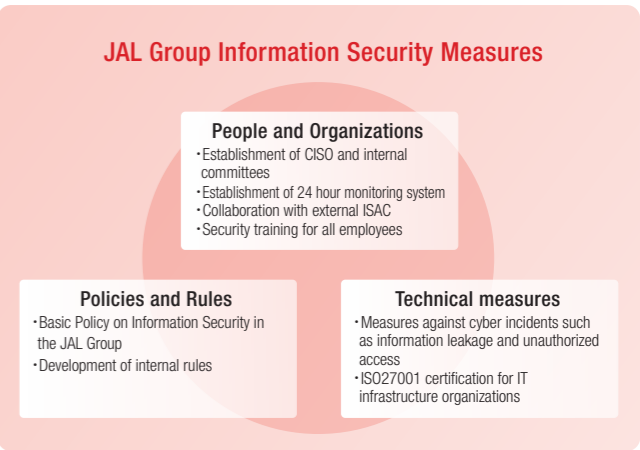 JAL Group Information Security Measures
People and Organizations
・Establishment of CISO and internal
committees
・Establishment of 24 hour monitoring system
・Collaboration with external ISAC
・Security training for all employees
Policies and Rules
・Basic Policy on Information Security in
the JAL Group
・Development of internal rules
Technical measures
・Measures against cyber incidents such
as information leakage and unauthorized
access
・ISO27001 certification for IT
infrastructure organizations